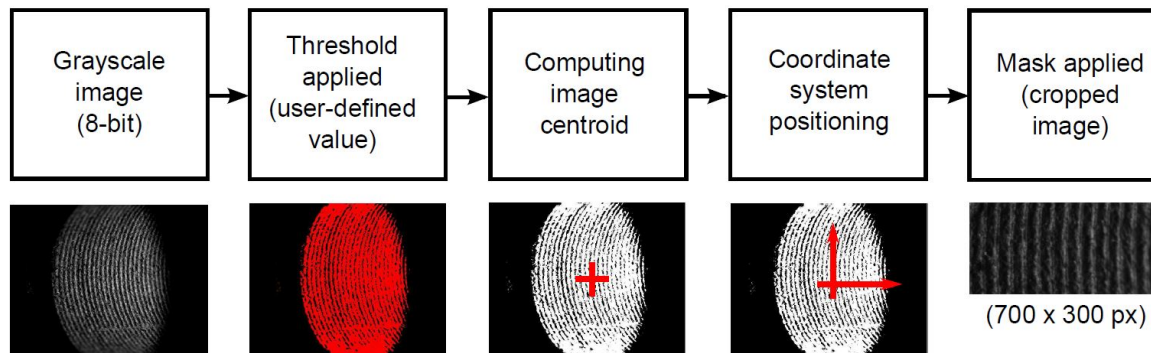 Grayscale
image
(8-bit)
Threshold
applied
(user-defined
value)
Computing
image
centroid
Coordinate
system
positioning
Mask applied
(cropped
image)
(700 x 300 px)